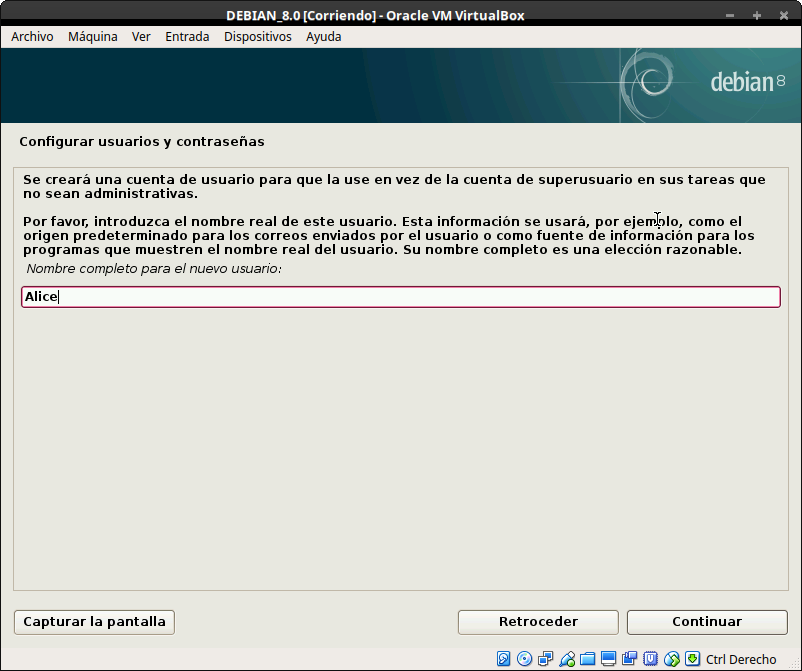 DEBIAN_8.0 [Corriendo] - Oracle VM VirtualBox
Archivo Máquina Ver Entrada Dispositivos Ayuda
debian 8
Configurar usuarios y contraseñas
Se creará una cuenta de usuario para que la use en vez de la cuenta de superusuario en sus tareas que
no sean administrativas.
Por favor, introduzca el nombre real de este usuario. Esta información se usará, por ejemplo, como el
origen predeterminado para los correos enviados por el usuario o como fuente de información para los
programas que muestren el nombre real del usuario. Su nombre completo es una elección razonable.
Nombre completo para el nuevo usuario:
Alice
Capturar la pantalla Retroceder Continuar
Ctrl Derecho